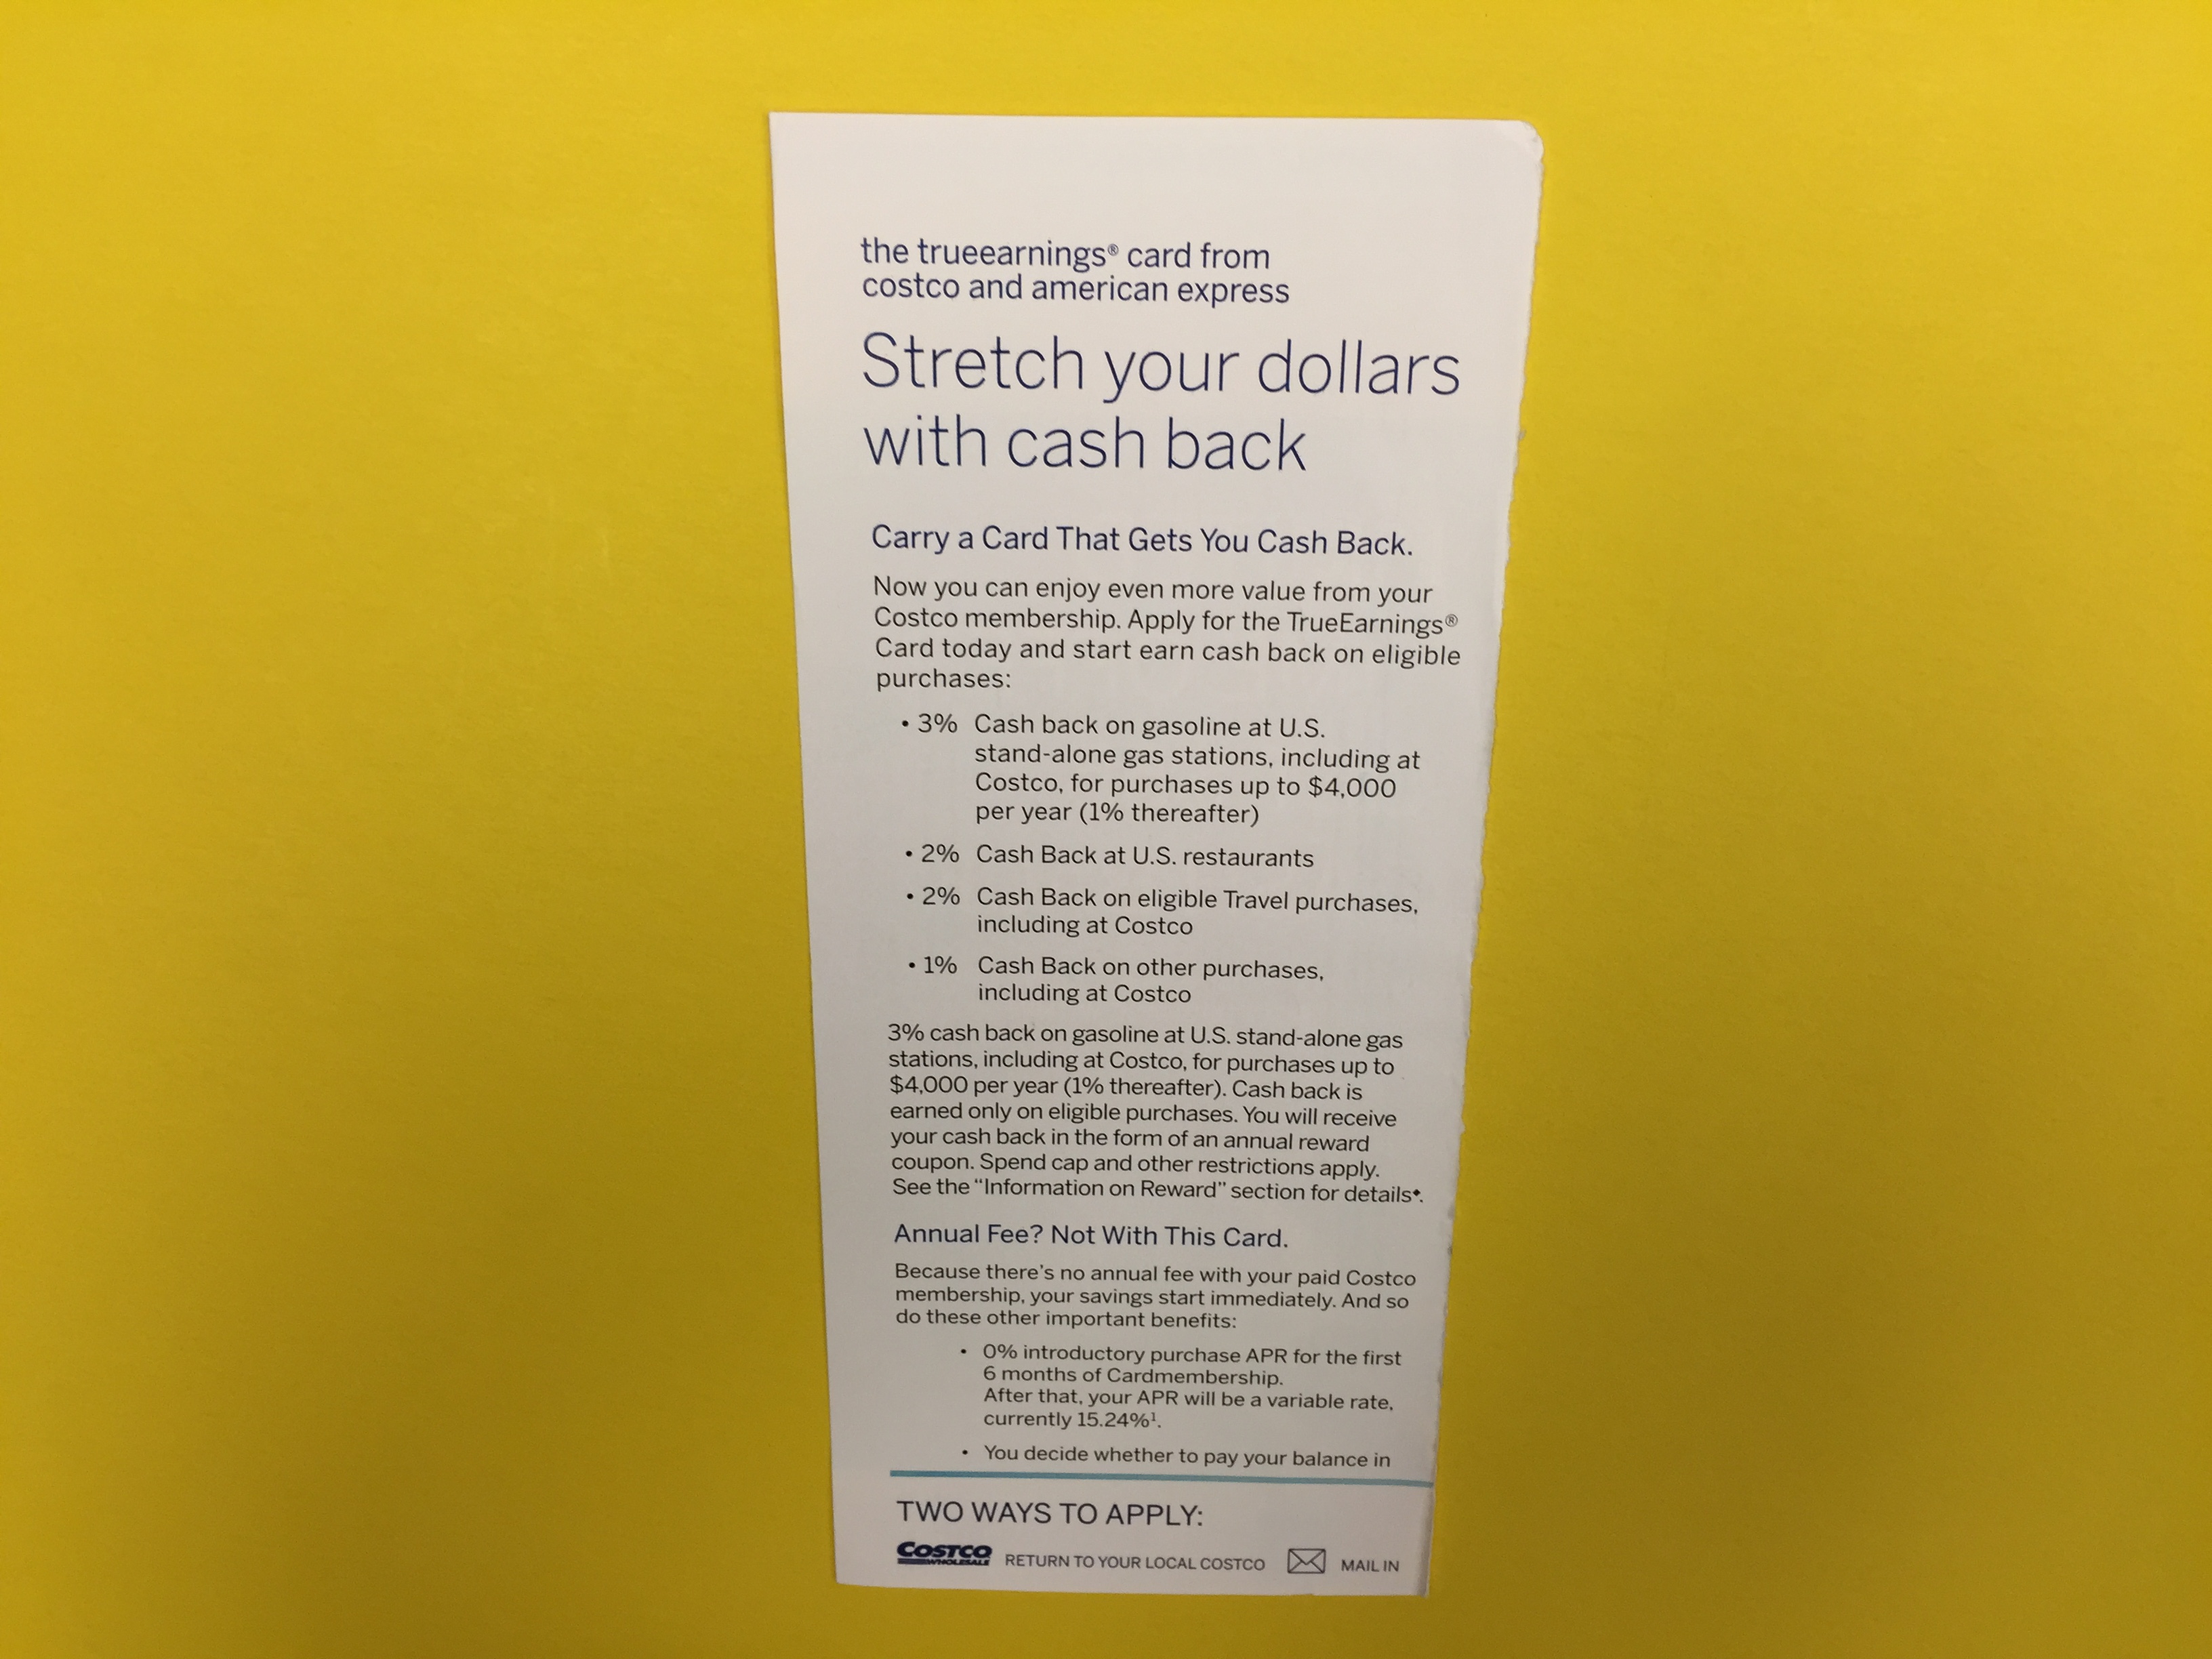 the trueearnings® card from
costco and american express
Stretch your dollars
with cash back
Carry a Card That Gets You Cash Back.
Now you can enjoy even more value from your
Costco membership. Apply for the TrueEarnings®
Card today and start earn cash back on eligible
purchases:
• 3% Cash back on gasoline at U.S.
stand-alone gas stations, including at
Costco, for purchases up to $4,000
per year (1% thereafter)
• 2% Cash Back at U.S. restaurants
• 2% Cash Back on eligible Travel purchases,
including at Costco
• 1% Cash Back on other purchases,
including at Costco
3% cash back on gasoline at U.S. stand-alone gas
stations, including at Costco, for purchases up to
$4,000 per year (1% thereafter). Cash back is
earned only on eligible purchases. You will receive
your cash back in the form of an annual reward
coupon. Spend cap and other restrictions apply.
See the “Information on Reward” section for details♦.
Annual Fee? Not With This Card.
Because there’s no annual fee with your paid Costco
membership, your savings start immediately. And so
do these other important benefits:
• 0% introductory purchase APR for the first
6 months of Cardmembership.
After that, your APR will be a variable rate,
currently 15.24%¹.
• You decide whether to pay your balance in
TWO WAYS TO APPLY:
COSTCO WHOLESALE RETURN TO YOUR LOCAL COSTCO MAIL IN